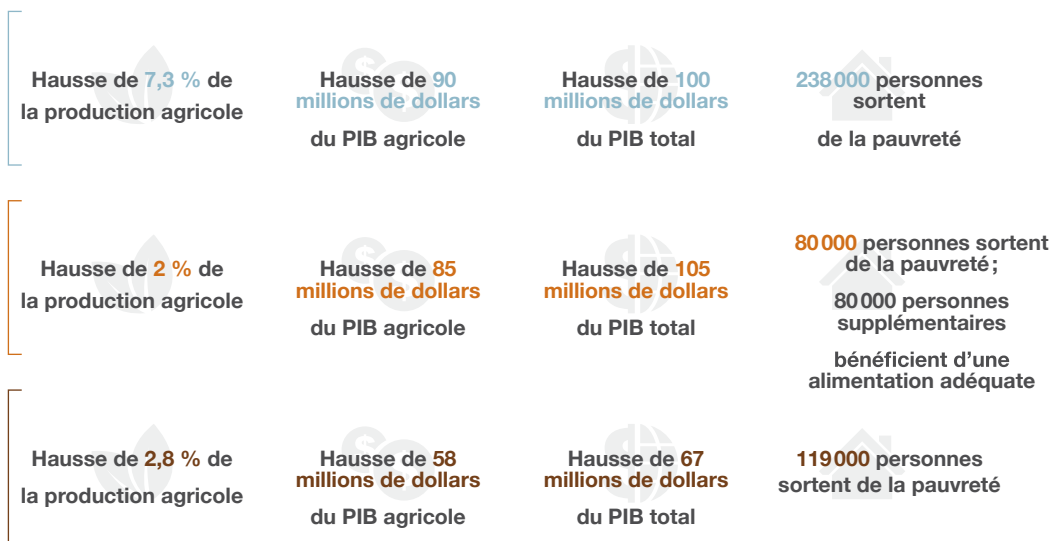 Hausse de 7,3 % de
la production agricole
Hausse de 90
millions de dollars
du PIB agricole
Hausse de 100
millions de dollars
du PIB total
238 000 personnes
sortent
de la pauvreté
Hausse de 2 % de
la production agricole
Hausse de 85
millions de dollars
du PIB agricole
Hausse de 105
millions de dollars
du PIB total
80 000 personnes sortent
de la pauvreté ;
80 000 personnes
supplémentaires
bénéficient d’une
alimentation adéquate
Hausse de 2,8 % de
la production agricole
Hausse de 58
millions de dollars
du PIB agricole
Hausse de 67
millions de dollars
du PIB total
119 000 personnes
sortent de la pauvreté